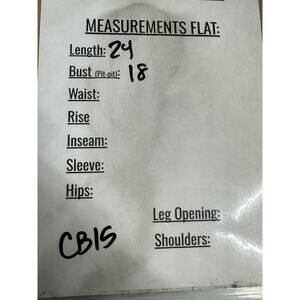 MEASUREMENTS FLAT:
Length: 24
Bust (Pit-pit): 18
Waist:
Rise
Inseam:
Sleeve:
Hips:
Leg Opening:
CB15 Shoulders: